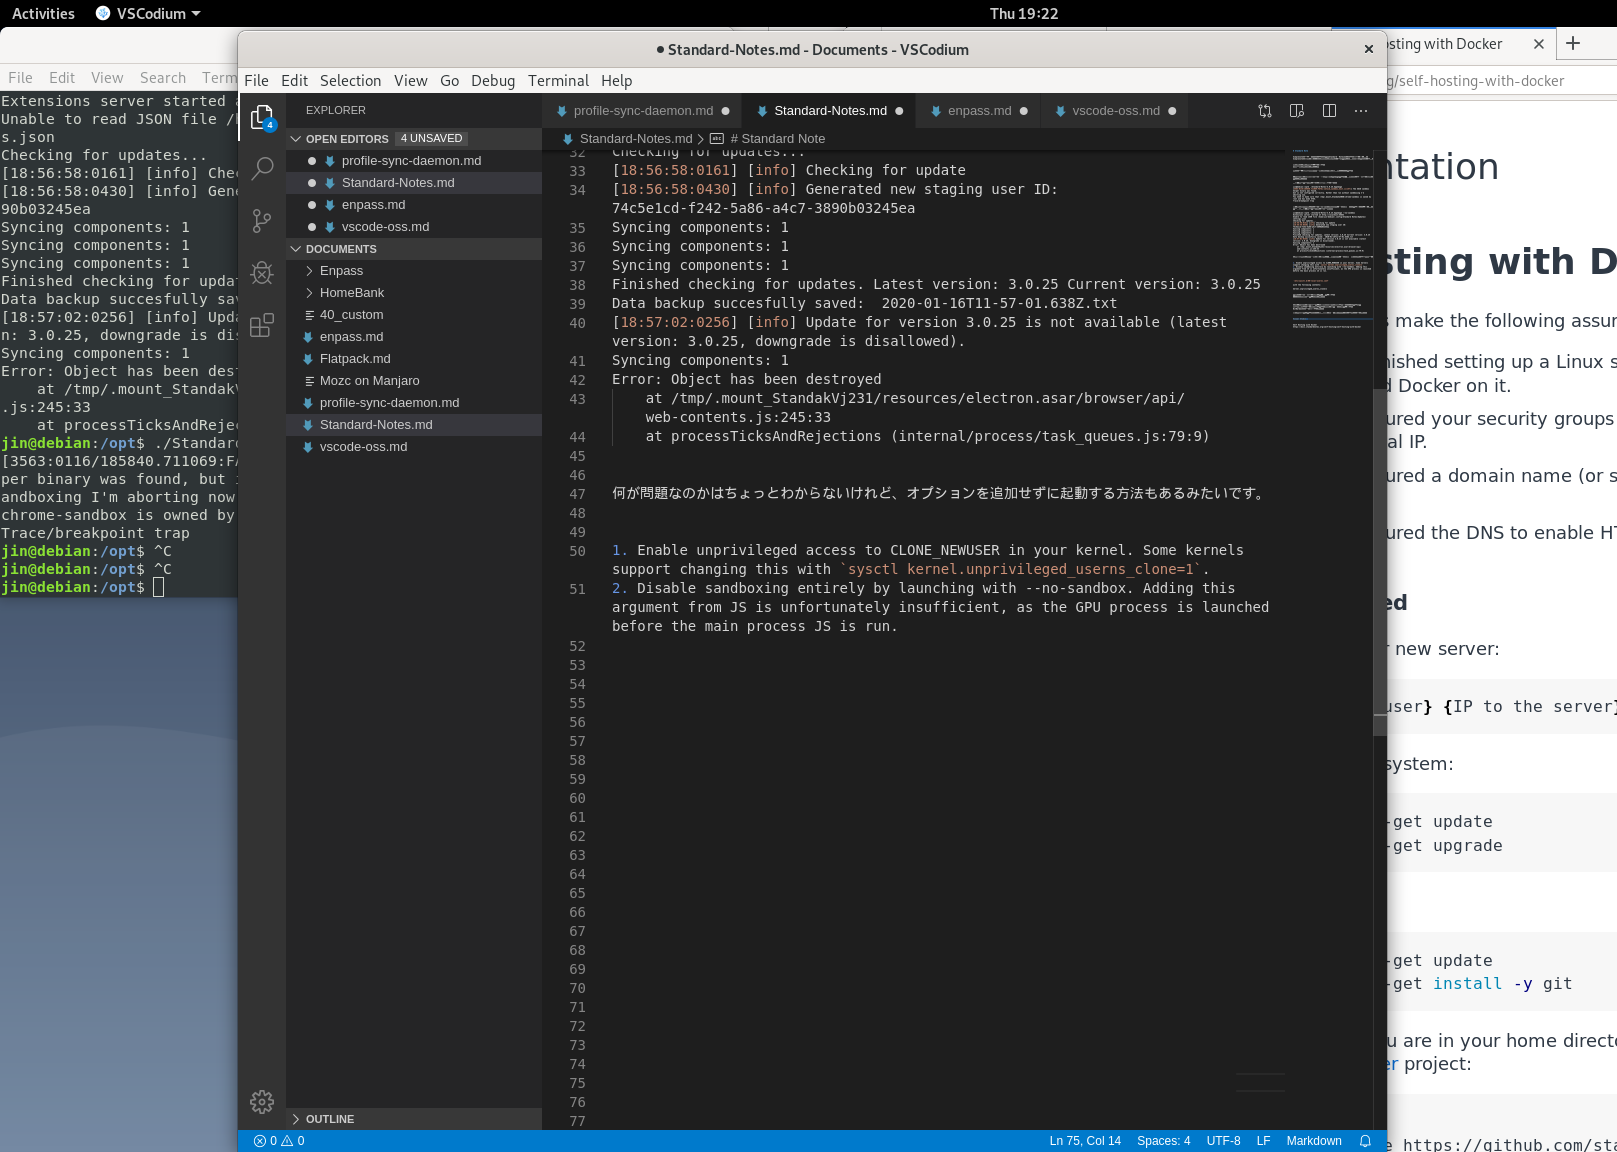 Activities VSCodium Thu 19:22
File Edit View Search Term
Extensions server started
Unable to read JSON file
s.json
Checking for updates...
[18:56:58:0161] [info]
[18:56:58:0430] [info]
90b03245ea
Syncing components: 1
Syncing components: 1
Syncing components: 1
Finished checking for updat
Data backup succesfully sav
[18:57:02:0256] [info] Upda
n: 3.0.25, downgrade is dis
Syncing components: 1
Error: Object has been dest
at /tmp/.mount_Standak
.js:245:33
at processTicksAndRejec
jin@debian:/opt$ ./Standard
[3563:0116/185840.711069:FA
per binary was found, but
andboxing I'm aborting now
chrome-sandbox is owned by
Trace/breakpoint trap
jin@debian:/opt$ ^C
jin@debian:/opt$ ^C
jin@debian:/opt$
● Standard-Notes.md - Documents - VSCodium
File Edit Selection View Go Debug Terminal Help
EXPLORER
OPEN EDITORS 4 UNSAVED
profile-sync-daemon.md
Standard-Notes.md
enpass.md
vscode-oss.md
DOCUMENTS
Enpass
HomeBank
40_custom
enpass.md
Flatpack.md
Mozc on Manjaro
profile-sync-daemon.md
Standard-Notes.md
vscode-oss.md
OUTLINE
4
profile-sync-daemon.md Standard-Notes.md enpass.md vscode-oss.md
Standard-Notes.md # Standard Note
32 Checking for updates...
33 [18:56:58:0161] [info] Checking for update
34 [18:56:58:0430] [info] Generated new staging user ID:
74c5e1cd-f242-5a86-a4c7-3890b03245ea
35 Syncing components: 1
36 Syncing components: 1
37 Syncing components: 1
38 Finished checking for updates. Latest version: 3.0.25 Current version: 3.0.25
39 Data backup succesfully saved:  2020-01-16T11-57-01.638Z.txt
40 [18:57:02:0256] [info] Update for version 3.0.25 is not available (latest
version: 3.0.25, downgrade is disallowed).
41 Syncing components: 1
42 Error: Object has been destroyed
43 at /tmp/.mount_StandakVj231/resources/electron.asar/browser/api/
web-contents.js:245:33
44 at processTicksAndRejections (internal/process/task_queues.js:79:9)
45
46
47 何が問題なのかはちょっとわからないけれど、オプションを追加せずに起動する方法もあるみたいです。
48
49
50 1. Enable unprivileged access to CLONE_NEWUSER in your kernel. Some kernels
support changing this with `sysctl kernel.unprivileged_userns_clone=1`.
51 2. Disable sandboxing entirely by launching with --no-sandbox. Adding this
argument from JS is unfortunately insufficient, as the GPU process is launched
before the main process JS is run.
52
53
54
55
56
57
58
59
60
61
62
63
64
65
66
67
68
69
70
71
72
73
74
75
76
77
0 0 Ln 75, Col 14 Spaces: 4 UTF-8 LF Markdown
sting with Docker
g/self-hosting-with-docker
ntation
sting with D
s make the following assum
nished setting up a Linux s
d Docker on it.
ured your security groups
al IP.
ured a domain name (or s
ured the DNS to enable HT
ed
r new server:
user} {IP to the server}
system:
-get update
-get upgrade
-get update
-get install -y git
u are in your home directo
er project:
e https://github.com/sta